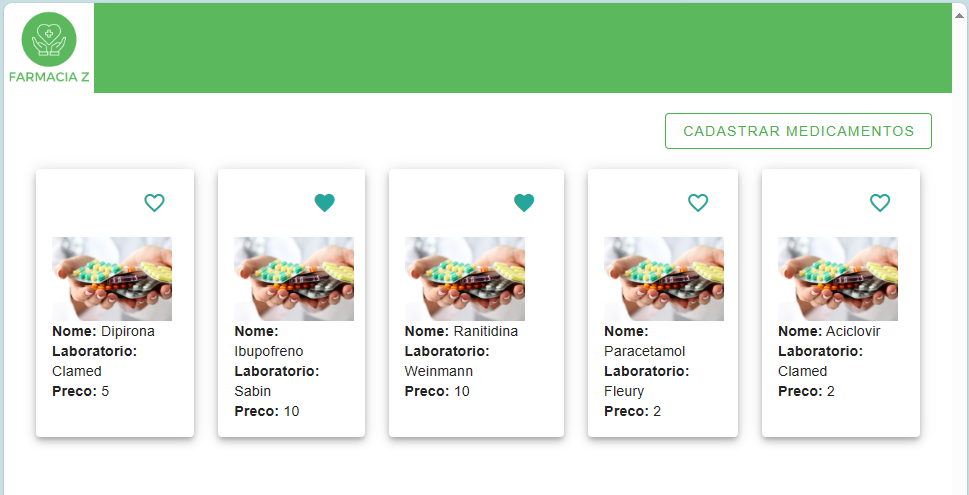 FARMACIA Z
CADASTRAR MEDICAMENTOS
Nome: Dipirona
Laboratorio:
Clamed
Preco: 5
Nome:
Ibupofreno
Laboratorio:
Sabin
Preco: 10
Nome: Ranitidina
Laboratorio:
Weinmann
Preco: 10
Nome:
Paracetamol
Laboratorio:
Fleury
Preco: 2
Nome: Aciclovir
Laboratorio:
Clamed
Preco: 2